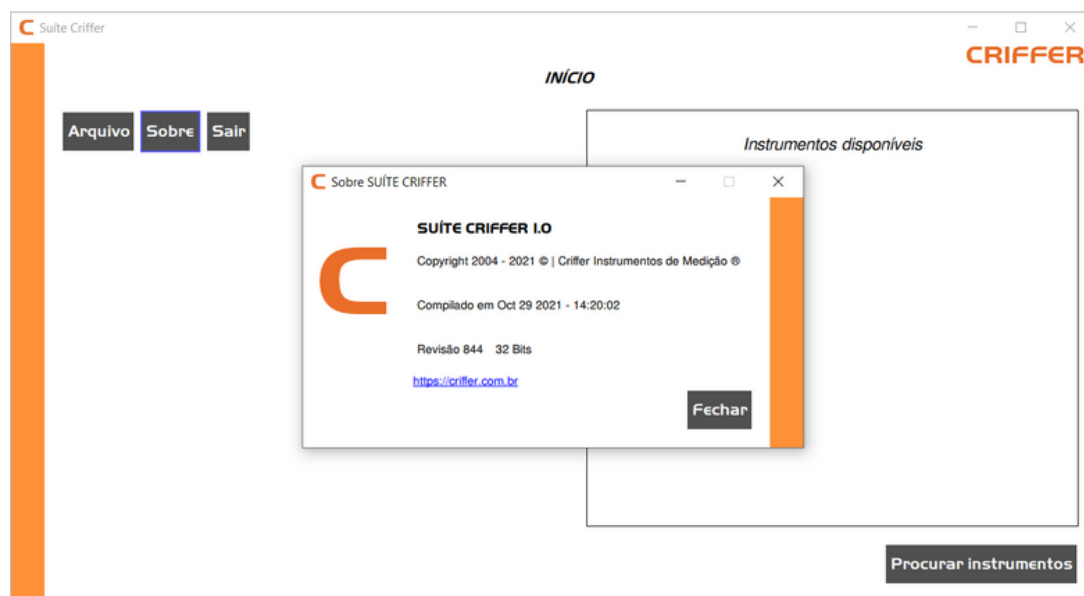 Suíte Criffer
CRIFFER
INÍCIO
Arquivo Sobre Sair
Instrumentos disponíveis
Sobre SUÍTE CRIFFER
SUÍTE CRIFFER 1.0
Copyright 2004 - 2021 © | Criffer Instrumentos de Medição ®
Compilado em Oct 29 2021 - 14:20:02
Revisão 844 32 Bits
https://criffer.com.br
Fechar
Procurar instrumentos